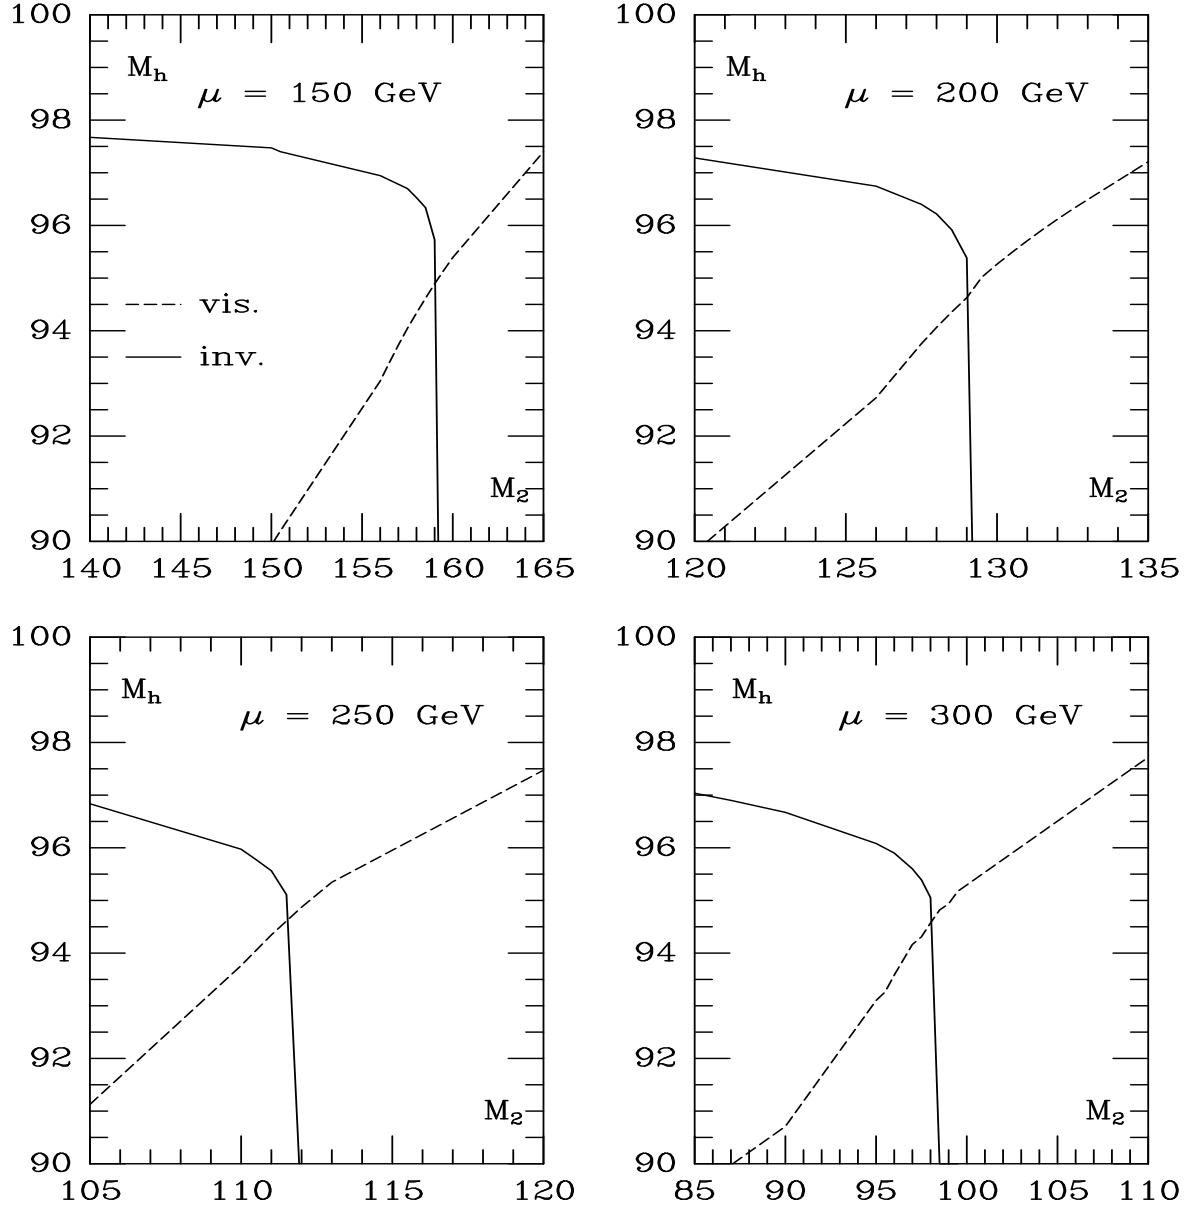 100
M_h
μ = 150 GeV
98
96
vis.
94
inv.
92
M_2
90
140 145 150 155 160 165
100
M_h
μ = 200 GeV
98
96
94
92
M_2
90
120 125 130 135
100
M_h
μ = 250 GeV
98
96
94
92
M_2
90
105 110 115 120
100
M_h
μ = 300 GeV
98
96
94
92
M_2
90
85 90 95 100 105 110